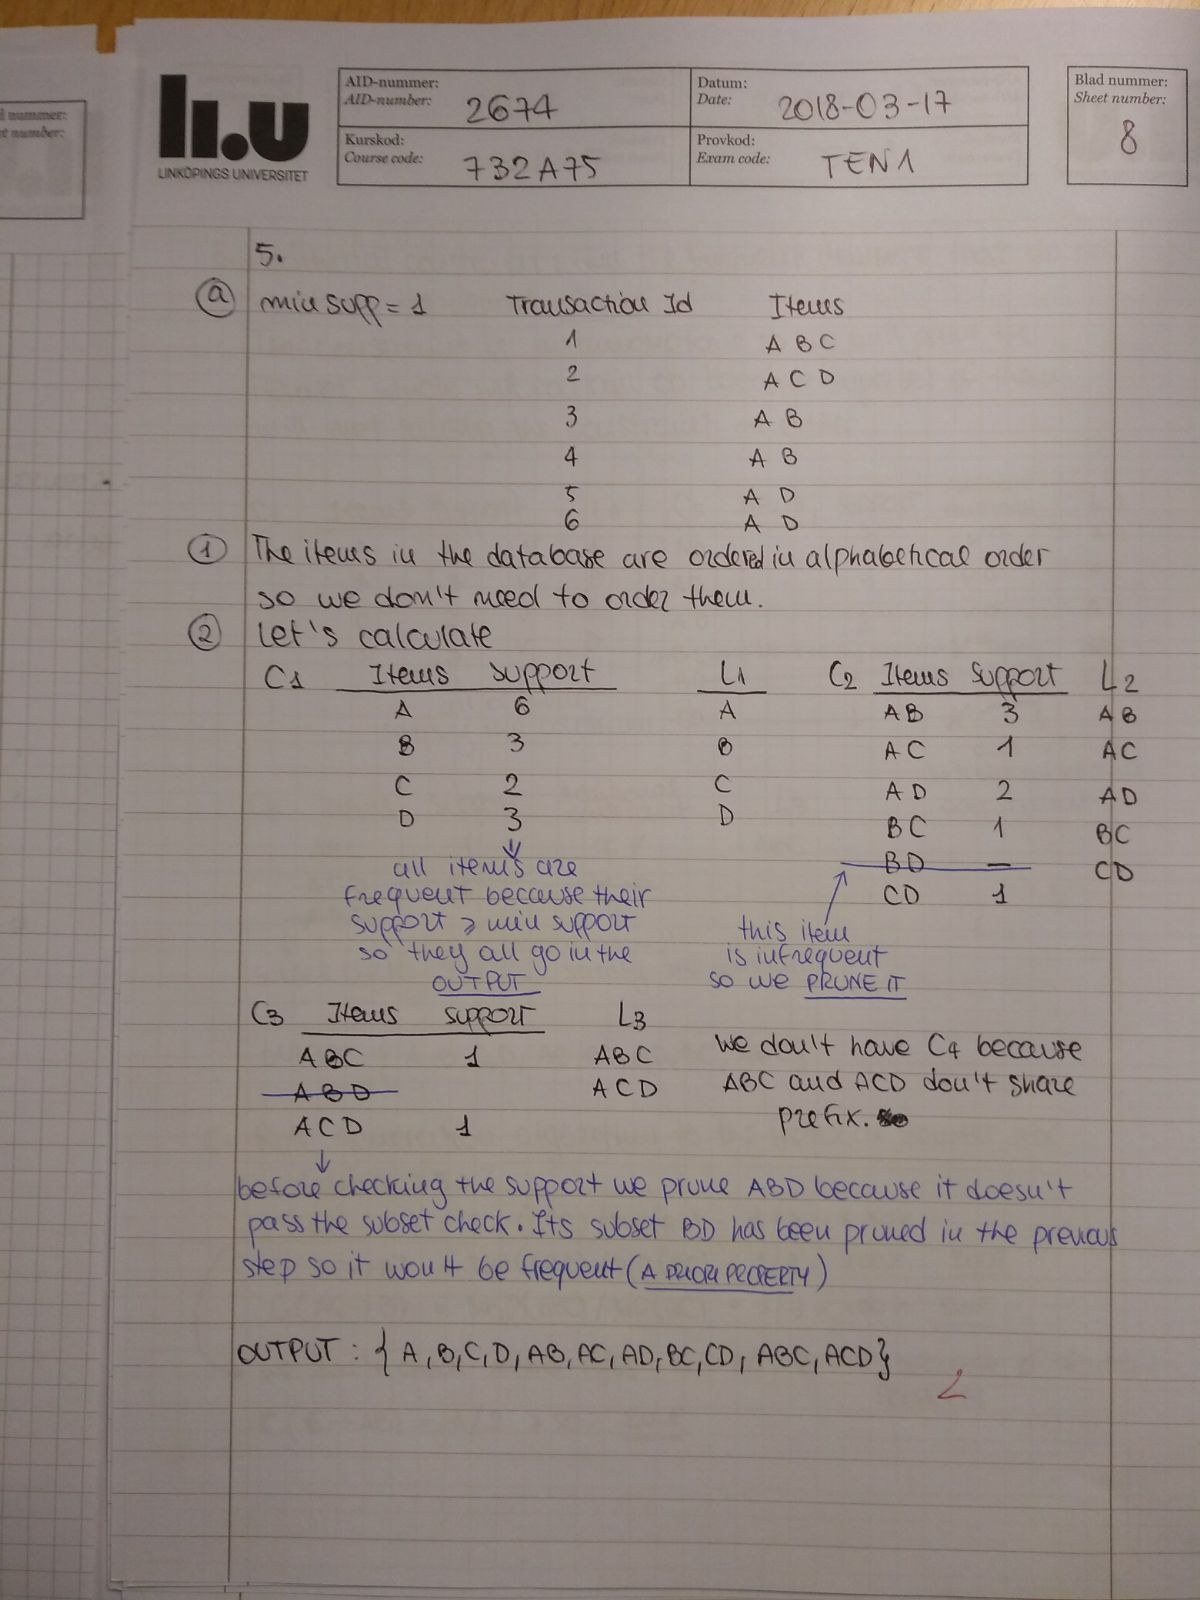 l nummer:
t number:
LiU
LINKÖPINGS UNIVERSITET
AID-nummer:
AID-number: 2674
Datum:
Date: 2018-03-17
Blad nummer:
Sheet number:
8
Kurskod:
Course code: 732A75
Provkod:
Exam code: TEN1
5.
(a) min supp = 1 Transaction Id Items
1 A B C
2 A C D
3 A B
4 A B
5 A D
6 A D
(1) The items in the database are ordered in alphabetical order
so we don't need to order them.
(2) Let's calculate
C1 Items support L1 C2 Items Support L2
A 6 A AB 3 AB
B 3 B AC 1 AC
C 2 C AD 2 AD
D 3 D BC 1 BC
BD — CD
CD 1
all items are
frequent because their
support ≥ min support
so they all go in the
OUTPUT
this item
is infrequent
so we PRUNE IT
C3 Items support L3
ABC 1 ABC
ABD ACD
ACD 1
We don't have C4 because
ABC and ACD don't share
prefix.
before checking the support we prune ABD because it doesn't
pass the subset check. Its subset BD has been pruned in the previous
step so it won't be frequent (A PRIORI PROPERTY)
OUTPUT : { A, B, C, D, AB, AC, AD, BC, CD, ABC, ACD}